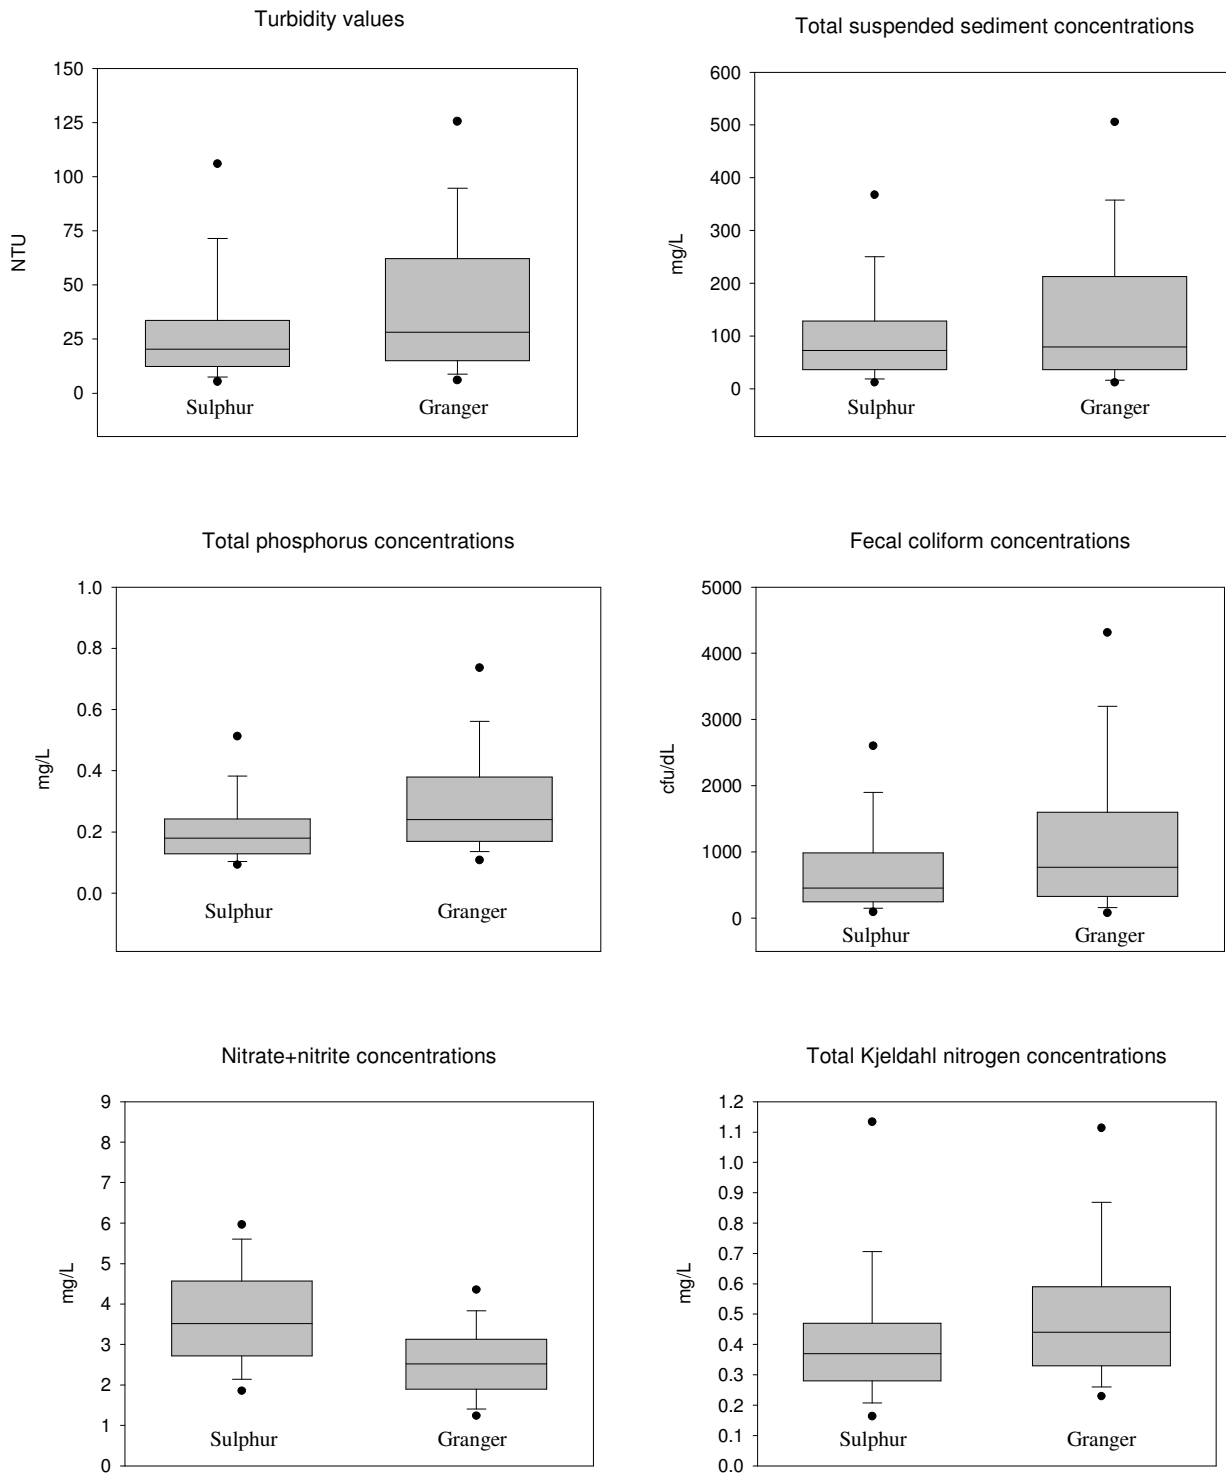 Turbidity values
150
125
100
75
50
25
0
NTU
Sulphur Granger
Total suspended sediment concentrations
600
500
400
300
200
100
0
mg/L
Sulphur Granger
Total phosphorus concentrations
1.0
0.8
0.6
0.4
0.2
0.0
mg/L
Sulphur Granger
Fecal coliform concentrations
5000
4000
3000
2000
1000
0
cfu/dL
Sulphur Granger
Nitrate+nitrite concentrations
9
8
7
6
5
4
3
2
1
0
mg/L
Sulphur Granger
Total Kjeldahl nitrogen concentrations
1.2
1.1
1.0
0.9
0.8
0.7
0.6
0.5
0.4
0.3
0.2
0.1
0.0
mg/L
Sulphur Granger